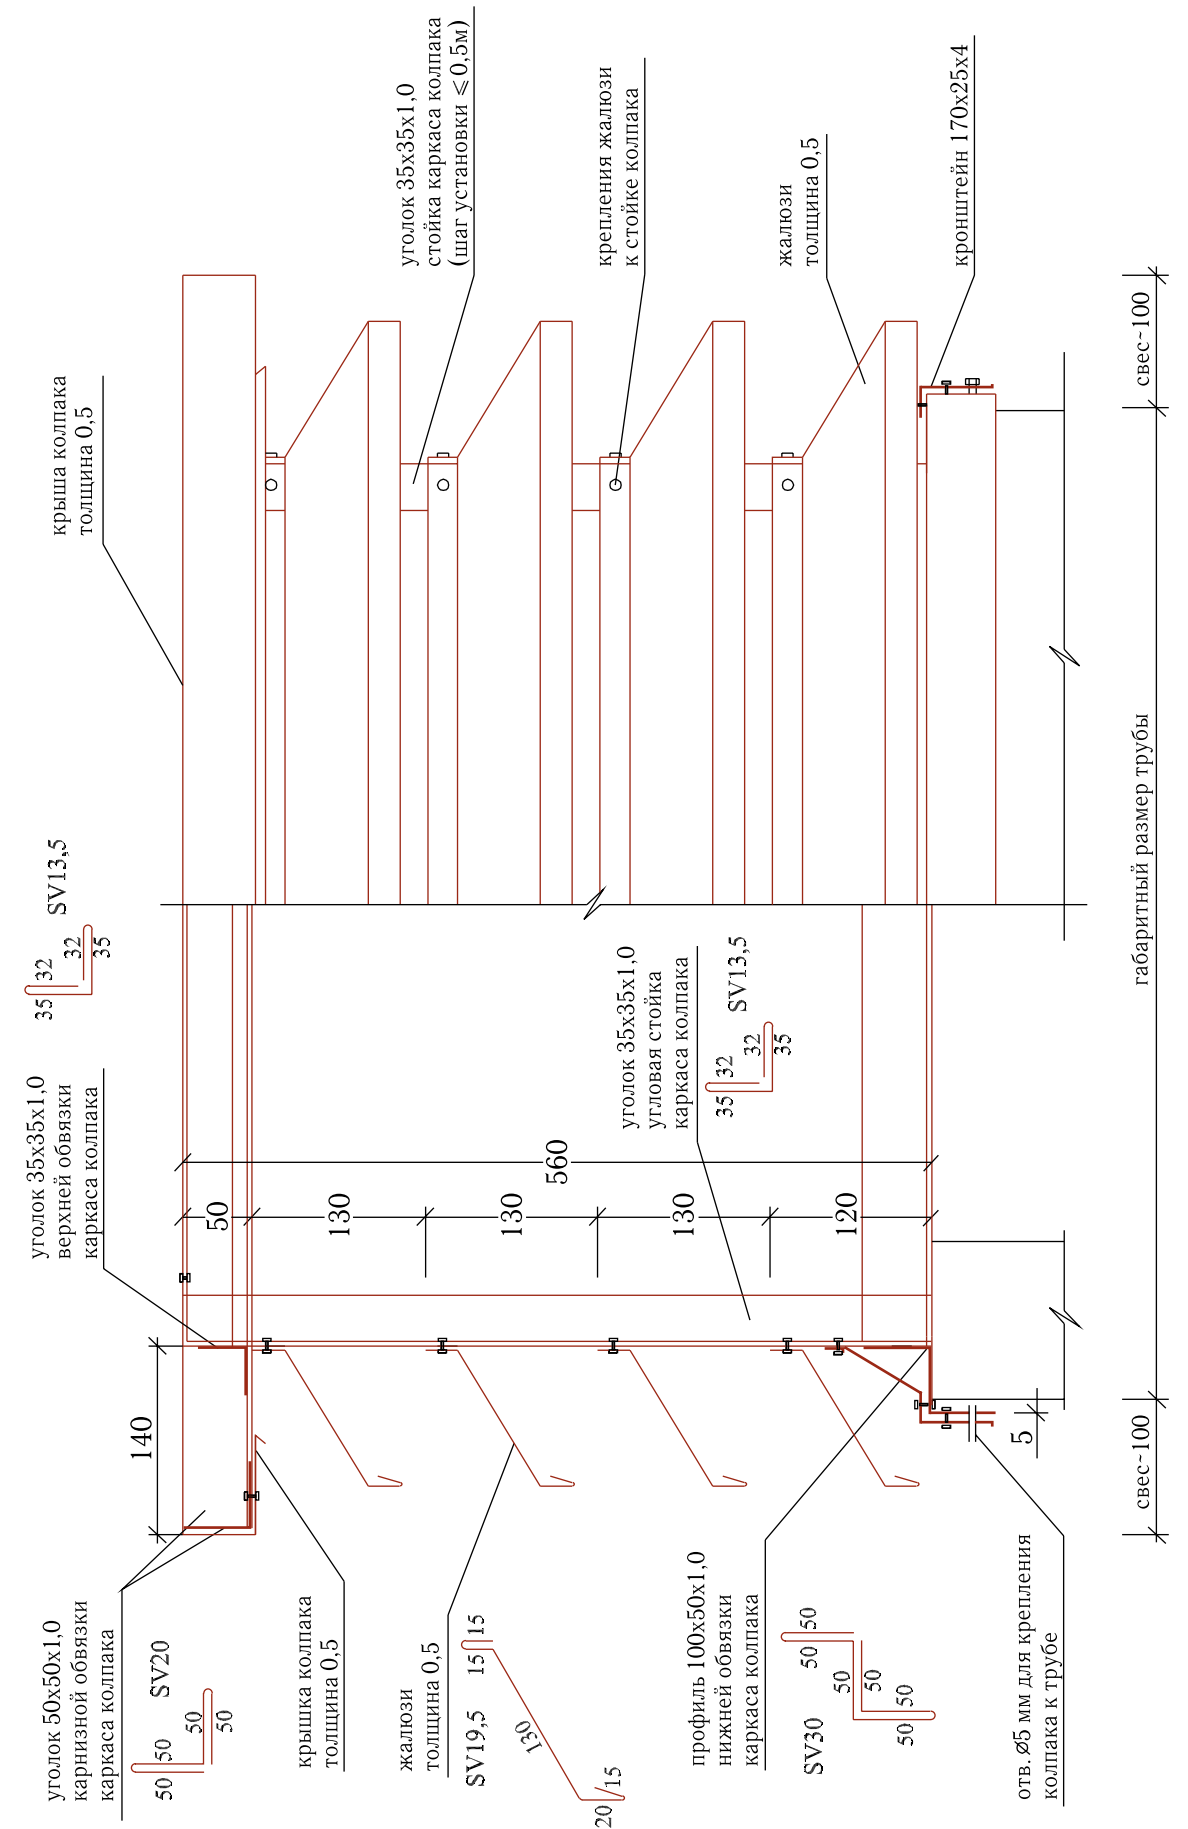 крыша колпака
толщина 0,5
уголок 35х35х1,0
стойка каркаса колпака
(шаг установки ⩽ 0,5м)
крепления жалюзи
к стойке колпака
жалюзи
толщина 0,5
кронштейн 170х25х4
свес~100
габаритный размер трубы
свес~100
SV13,5
35
32
32
35
уголок 35х35х1,0
верхней обвязки
каркаса колпака
уголок 35х35х1,0
угловая стойка
каркаса колпака
SV13,5
35
32
32
35
560
50
130
130
130
120
140
5
уголок 50х50х1,0
карнизной обвязки
каркаса колпака
SV20
50
50
50
50
крышка колпака
толщина 0,5
жалюзи
толщина 0,5
SV19,5
15
15
130
20
15
профиль 100х50х1,0
нижней обвязки
каркаса колпака
SV30
50
50
50
50
50
50
отв. ⌀5 мм для крепления
колпака к трубе